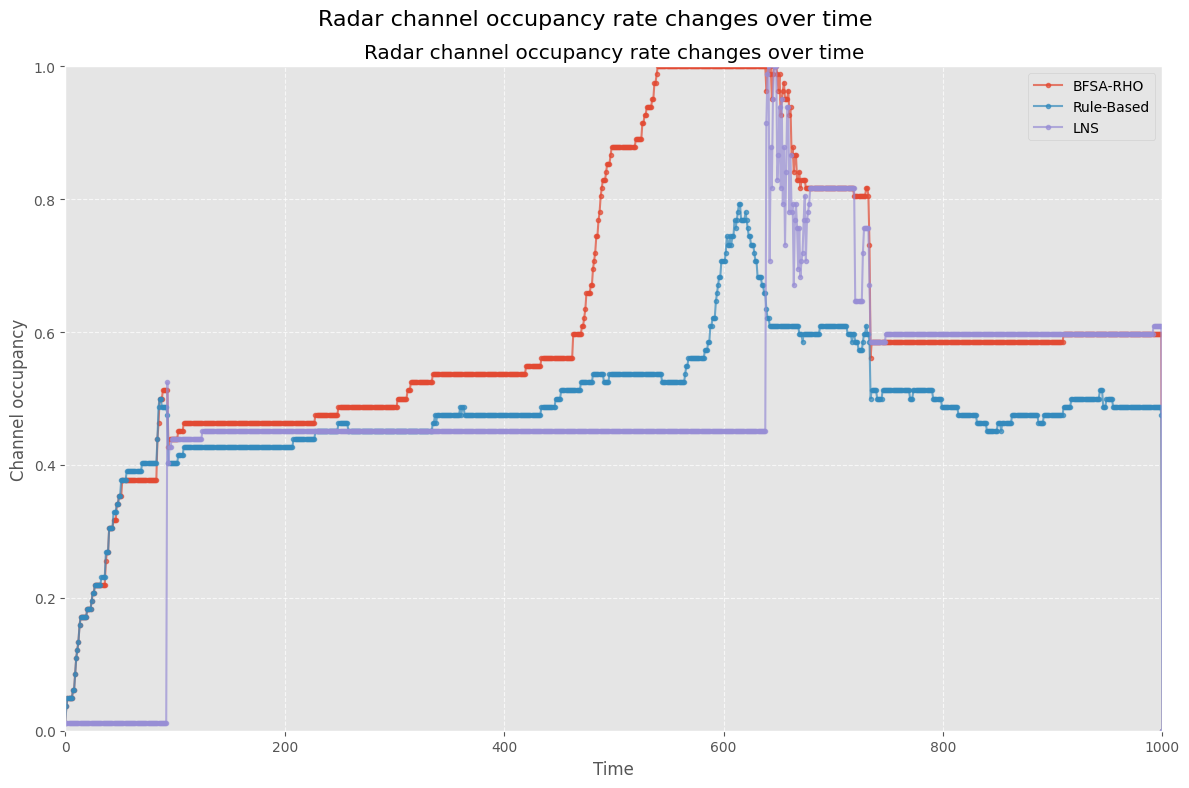 Radar channel occupancy rate changes over time
Radar channel occupancy rate changes over time
1.0
0.8
0.6
0.4
0.2
0.0
Channel occupancy
BFSA-RHO
Rule-Based
LNS
0 200 400 600 800 1000
Time